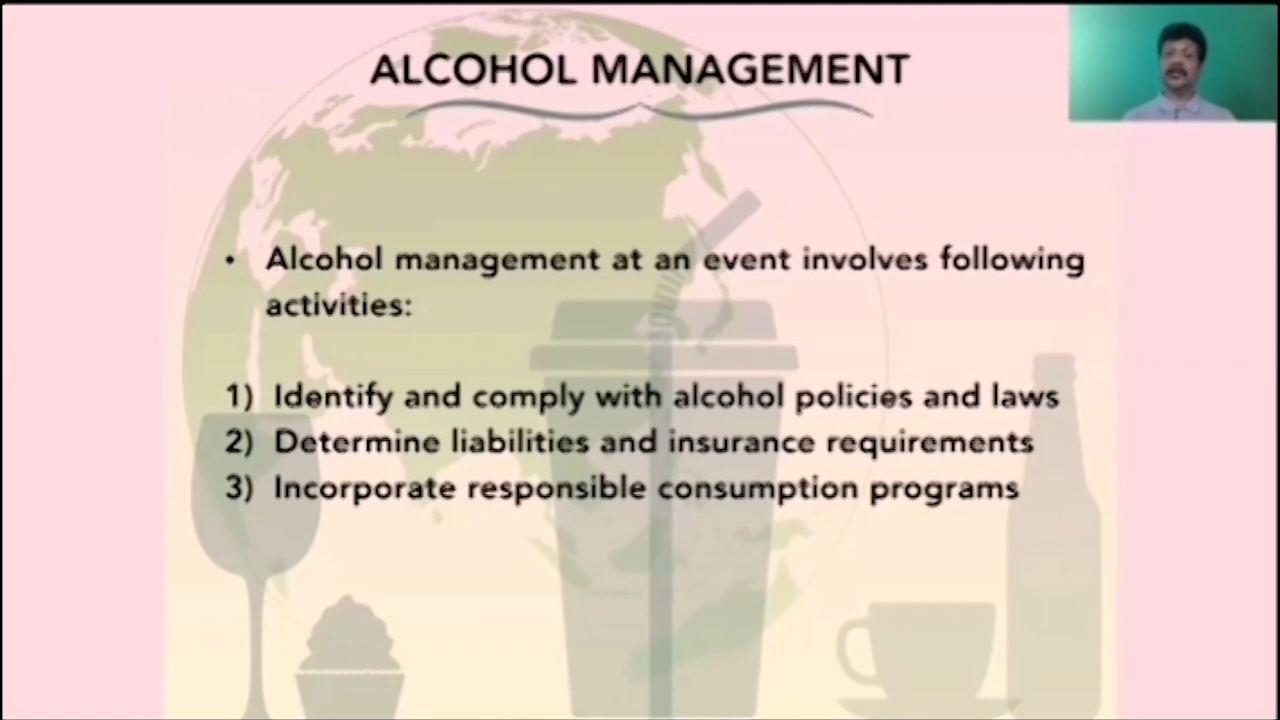 ALCOHOL MANAGEMENT
• Alcohol management at an event involves following
activities:
1) Identify and comply with alcohol policies and laws
2) Determine liabilities and insurance requirements
3) Incorporate responsible consumption programs